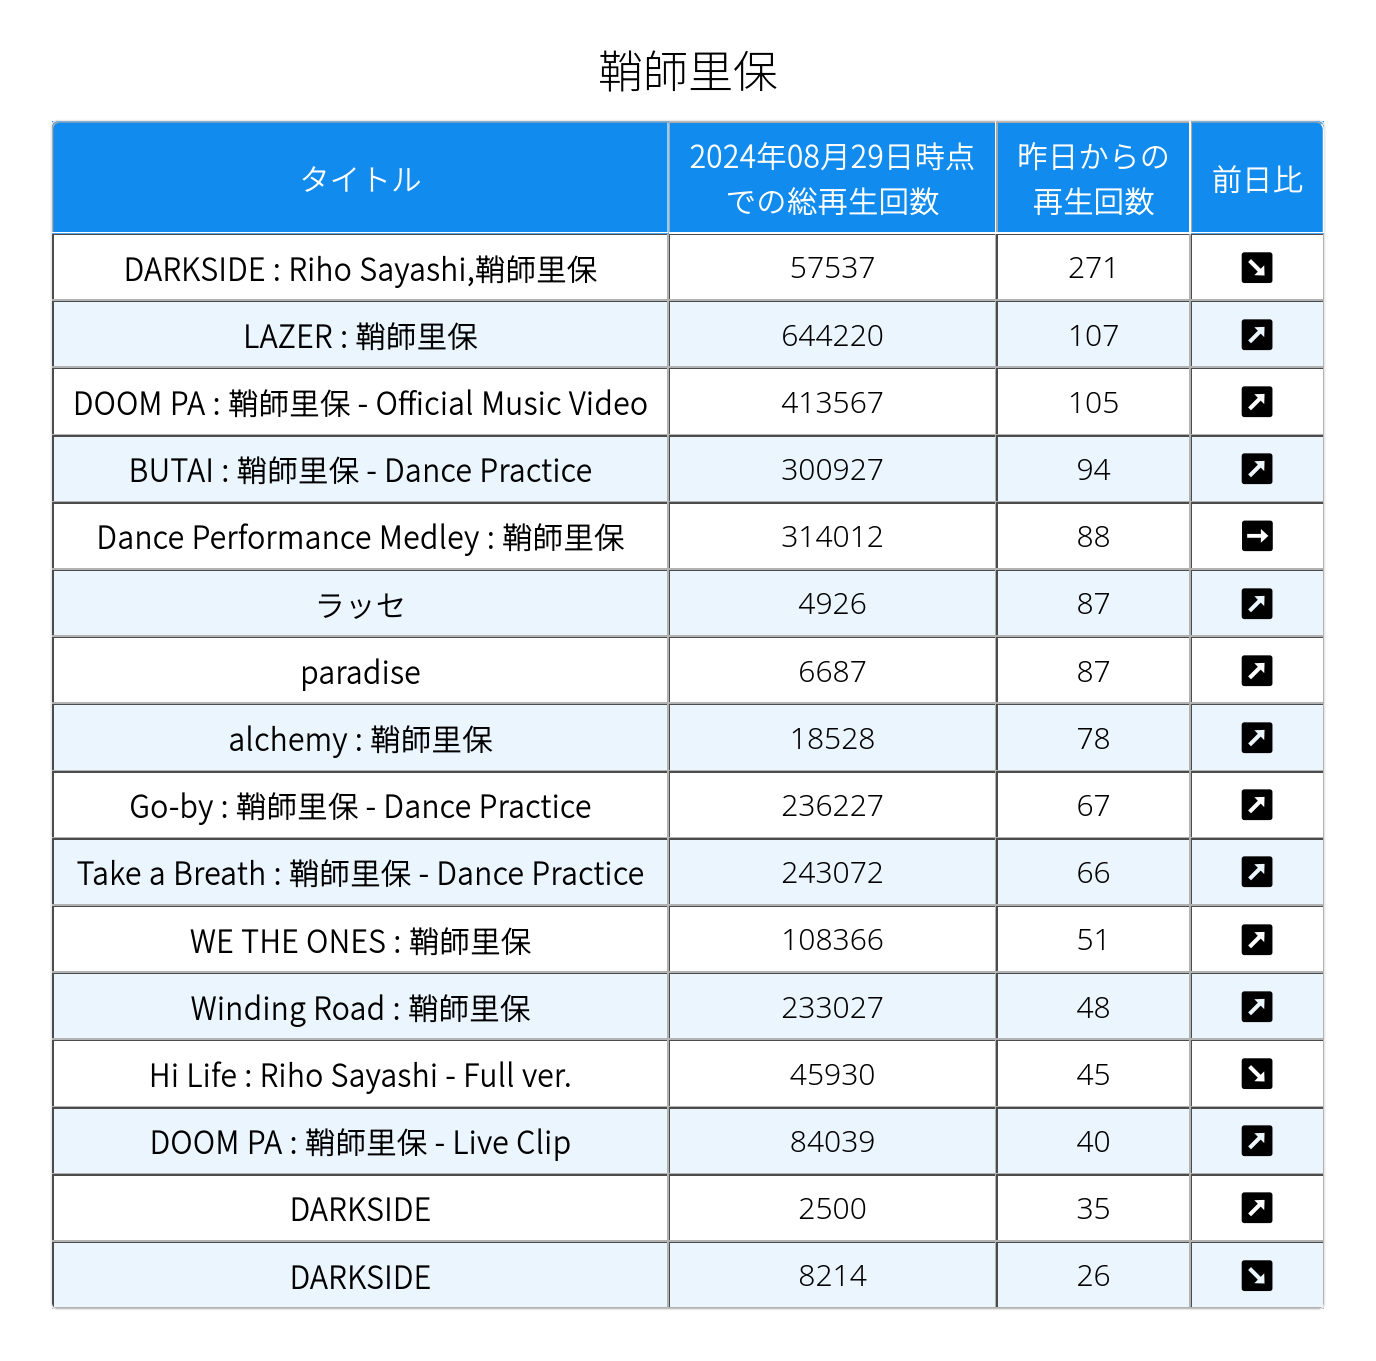 鞘師里保
タイトル
2024年08月29日時点
での総再生回数
昨日からの
再生回数
前日比
DARKSIDE : Riho Sayashi,鞘師里保 57537 271
LAZER : 鞘師里保 644220 107
DOOM PA : 鞘師里保 - Official Music Video 413567 105
BUTAI : 鞘師里保 - Dance Practice 300927 94
Dance Performance Medley : 鞘師里保 314012 88
ラッセ 4926 87
paradise 6687 87
alchemy : 鞘師里保 18528 78
Go-by : 鞘師里保 - Dance Practice 236227 67
Take a Breath : 鞘師里保 - Dance Practice 243072 66
WE THE ONES : 鞘師里保 108366 51
Winding Road : 鞘師里保 233027 48
Hi Life : Riho Sayashi - Full ver. 45930 45
DOOM PA : 鞘師里保 - Live Clip 84039 40
DARKSIDE 2500 35
DARKSIDE 8214 26